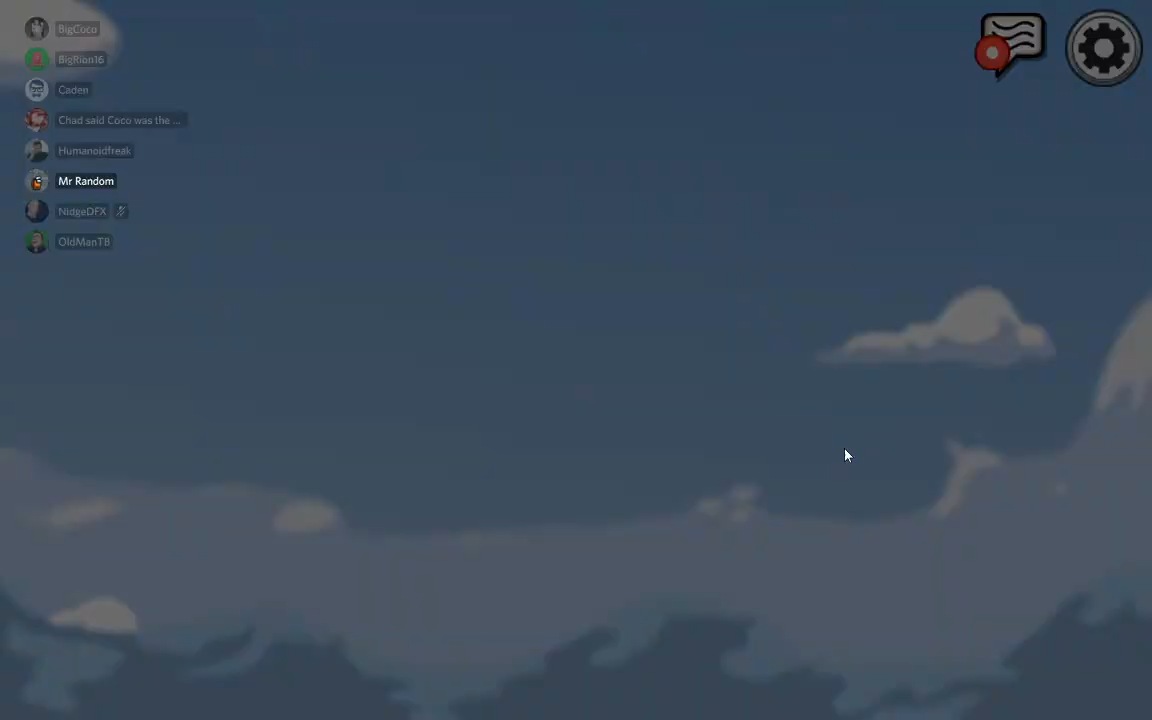 BigCoco
BigRion16
Caden
Chad said Coco was the ...
Humanoidfreak
Mr Random
NidgeDFX
OldManTB